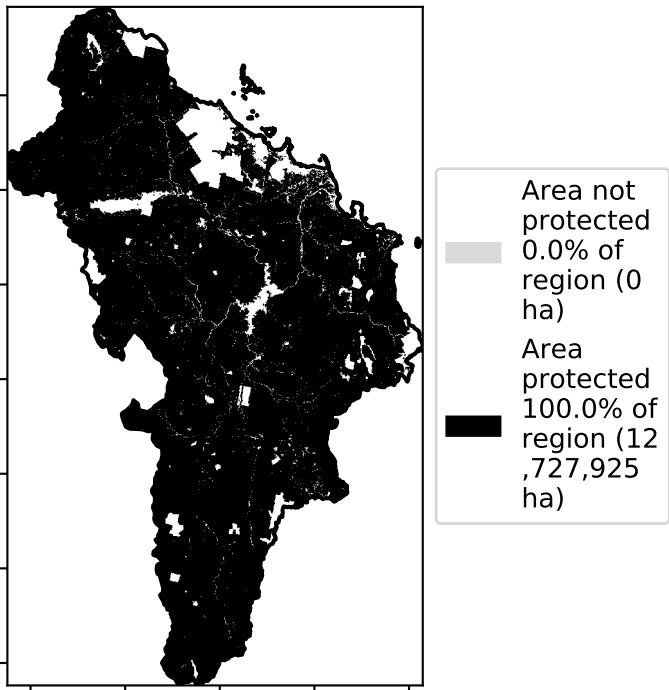 Area not
protected
0.0% of
region (0
ha)
Area
protected
100.0% of
region (12
,727,925
ha)